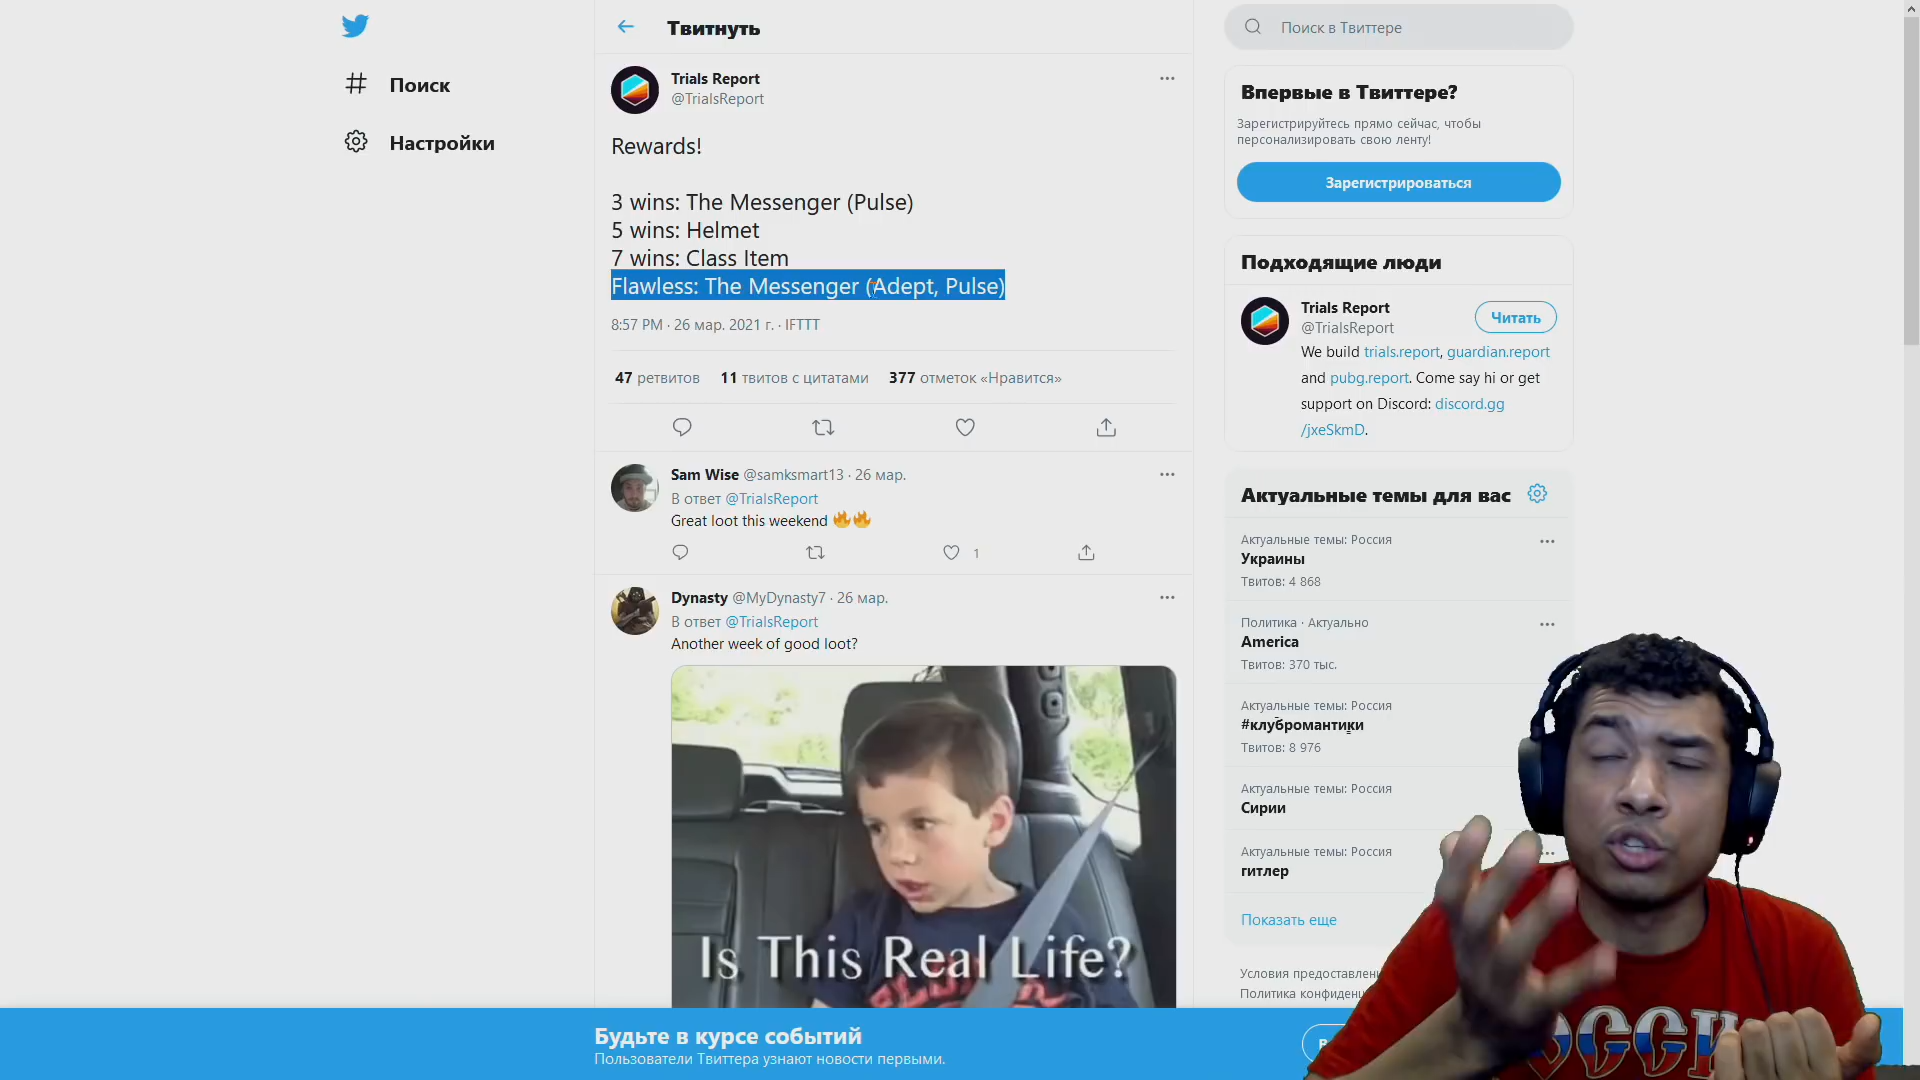 Поиск
Настройки
Твитнуть
Trials Report
@TrialsReport
Rewards!
3 wins: The Messenger (Pulse)
5 wins: Helmet
7 wins: Class Item
Flawless: The Messenger (Adept, Pulse)
8:57 PM · 26 мар. 2021 г. · IFTTT
47 ретвитов 11 твитов с цитатами 377 отметок «Нравится»
Sam Wise @samksmart13 · 26 мар.
В ответ @TrialsReport
Great loot this weekend 🔥🔥
1
Dynasty @MyDynasty7 · 26 мар.
В ответ @TrialsReport
Another week of good loot?
Is This Real Life?
Поиск в Твиттере
Впервые в Твиттере?
Зарегистрируйтесь прямо сейчас, чтобы
персонализировать свою ленту!
Зарегистрироваться
Подходящие люди
Trials Report
@TrialsReport
Читать
We build trials.report, guardian.report
and pubg.report. Come say hi or get
support on Discord: discord.gg
/jxeSkmD.
Актуальные темы для вас
Актуальные темы: Россия
Украины
Твитов: 4 868
Политика · Актуально
America
Твитов: 370 тыс.
Актуальные темы: Россия
#клубромантики
Твитов: 8 976
Актуальные темы: Россия
Сирии
Актуальные темы: Россия
гитлер
Показать еще
Условия
Политика
Будьте в курсе событий
Пользователи Твиттера узнают новости первыми.